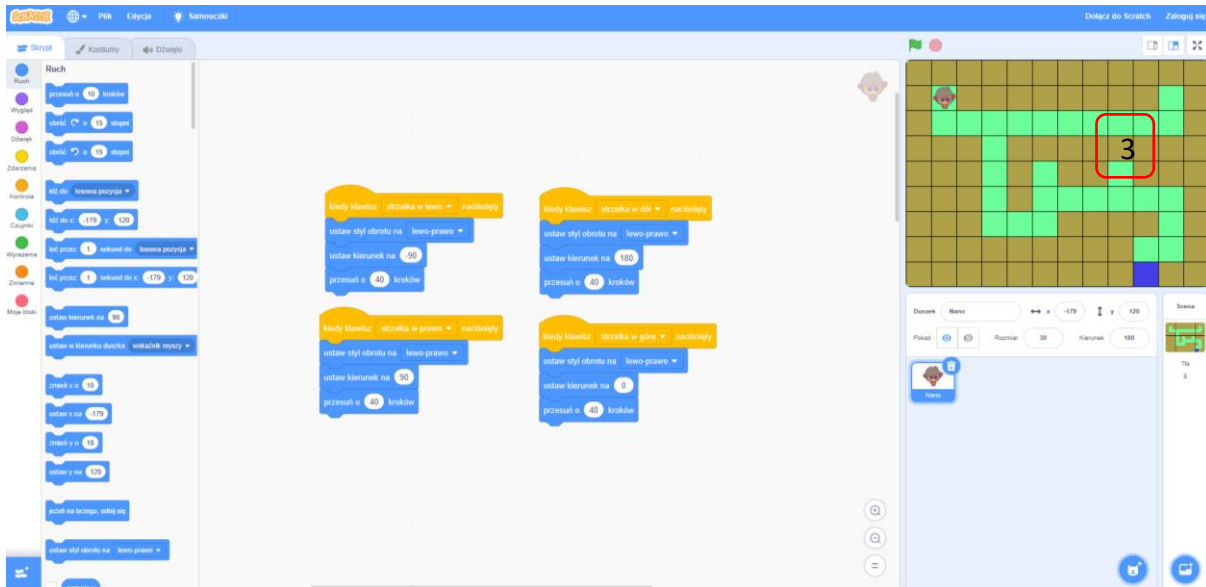 SCRATCH Plik Edycja Samouczki Dołącz do Scratch Zaloguj się
Skrypt Kostiumy Dźwięki
Ruch
Wygląd
Dźwięk
Zdarzenia
Kontrola
Czujniki
Wyrażenia
Zmienne
Moje bloki
Ruch
przesuń o 10 kroków
obróć o 15 stopni
obróć o 15 stopni
idź do losowa pozycja
idź do x: -179 y: 120
leć przez 1 sekund do losowa pozycja
leć przez 1 sekund do x: -179 y: 120
ustaw kierunek na 90
ustaw w kierunku duszka wskaźnik myszy
zmień x o 10
ustaw x na -179
zmień y o 10
ustaw y na 120
jeżeli na brzegu, odbij się
ustaw styl obrotu na lewo-prawo
kiedy klawisz strzałka w lewo naciśnięty
ustaw styl obrotu na lewo-prawo
ustaw kierunek na -90
przesuń o 40 kroków
kiedy klawisz strzałka w prawo naciśnięty
ustaw styl obrotu na lewo-prawo
ustaw kierunek na 90
przesuń o 40 kroków
kiedy klawisz strzałka w dół naciśnięty
ustaw styl obrotu na lewo-prawo
ustaw kierunek na 180
przesuń o 40 kroków
kiedy klawisz strzałka w górę naciśnięty
ustaw styl obrotu na lewo-prawo
ustaw kierunek na 0
przesuń o 40 kroków
3
Duszek Nano x -179 y 120
Pokaż Rozmiar 30 Kierunek 180
Nano
Scena
Tła